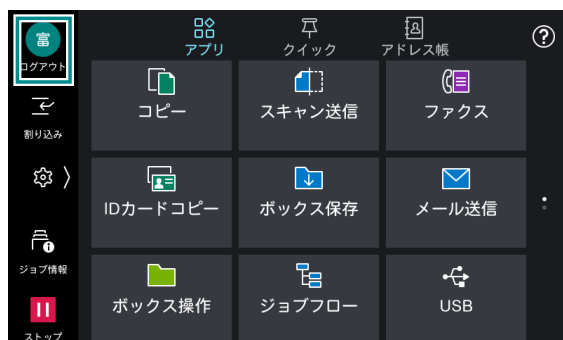 富
ログアウト
アプリ
クイック
アドレス帳
?
割り込み
ジョブ情報
ストップ
コピー
スキャン送信
ファクス
IDカードコピー
ボックス保存
メール送信
ボックス操作
ジョブフロー
USB